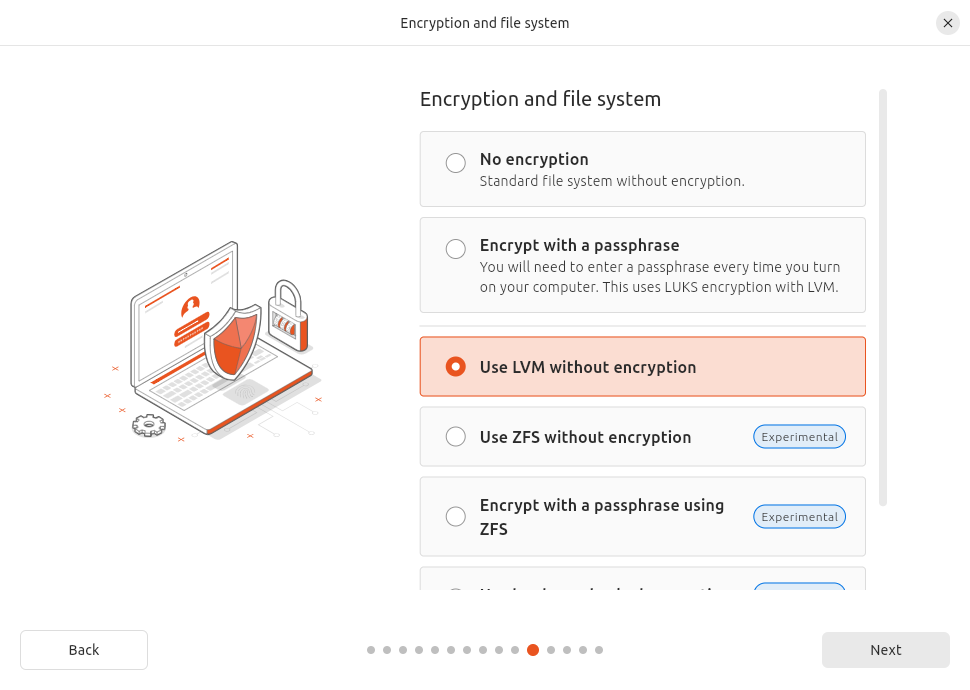 Encryption and file system
Encryption and file system
No encryption
Standard file system without encryption.
Encrypt with a passphrase
You will need to enter a passphrase every time you turn
on your computer. This uses LUKS encryption with LVM.
Use LVM without encryption
Use ZFS without encryption
Experimental
Encrypt with a passphrase using
ZFS
Experimental
Back
Next